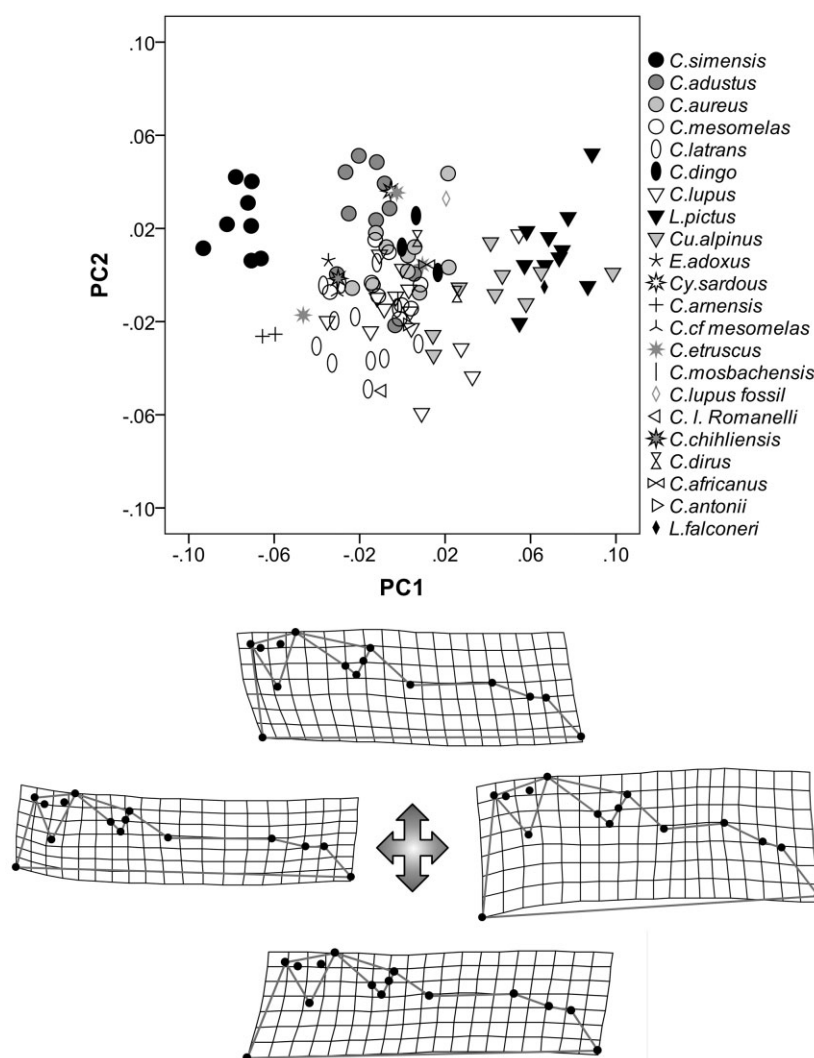 .10
.06
.02
-.02
-.06
-.10
PC2
-.10
-.06
-.02
.02
.06
.10
PC1
C.simensis
C.adustus
C.aureus
C.mesomelas
C.latrans
C.dingo
C.lupus
L.pictus
Cu.alpinus
E.adoxus
Cy.sardous
C.arnensis
C.cf mesomelas
C.etruscus
C.mosbachensis
C.lupus fossil
C. l. Romanelli
C.chihliensis
C.dirus
C.africanus
C.antonii
L.falconeri